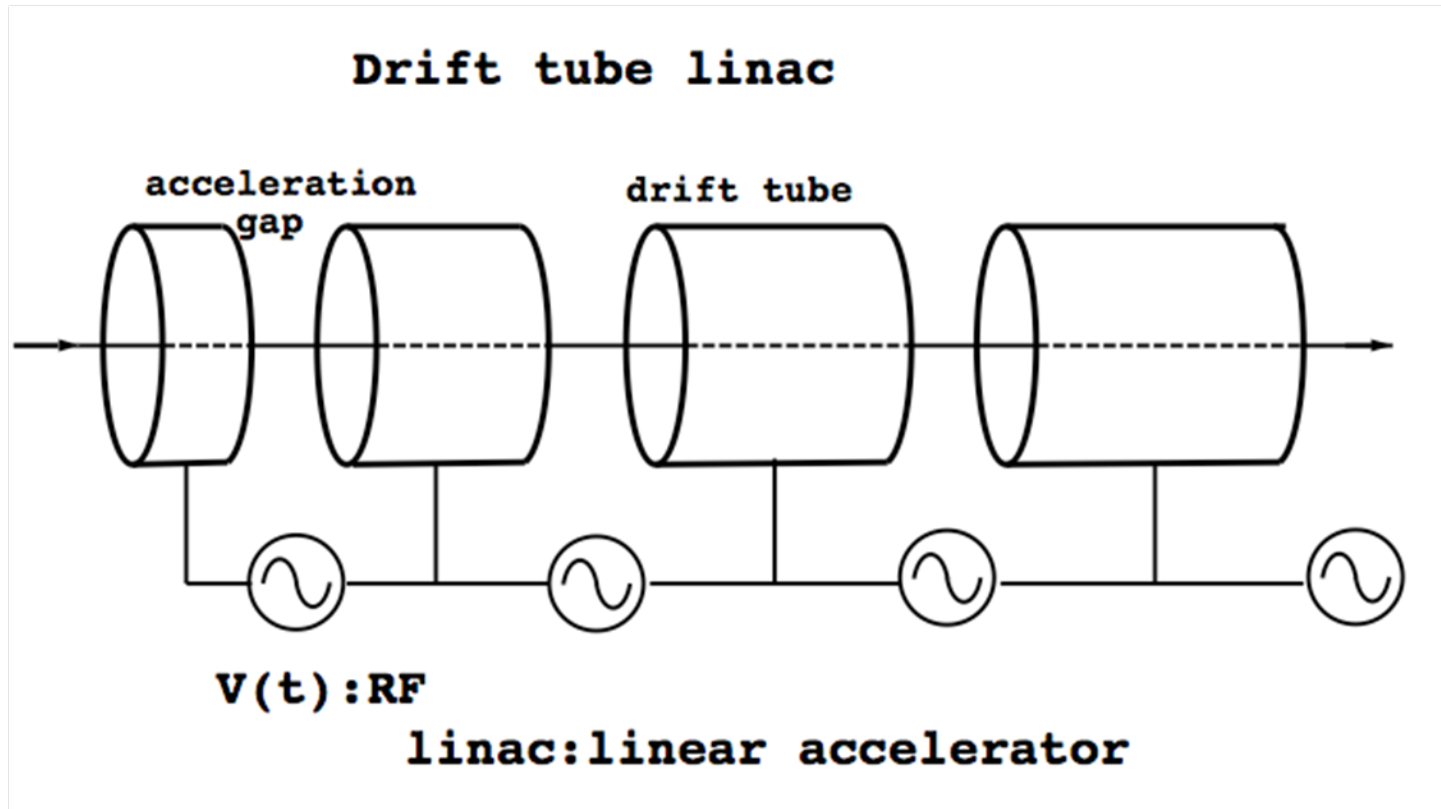 Drift tube linac
acceleration
gap
drift tube
V(t):RF
linac:linear accelerator